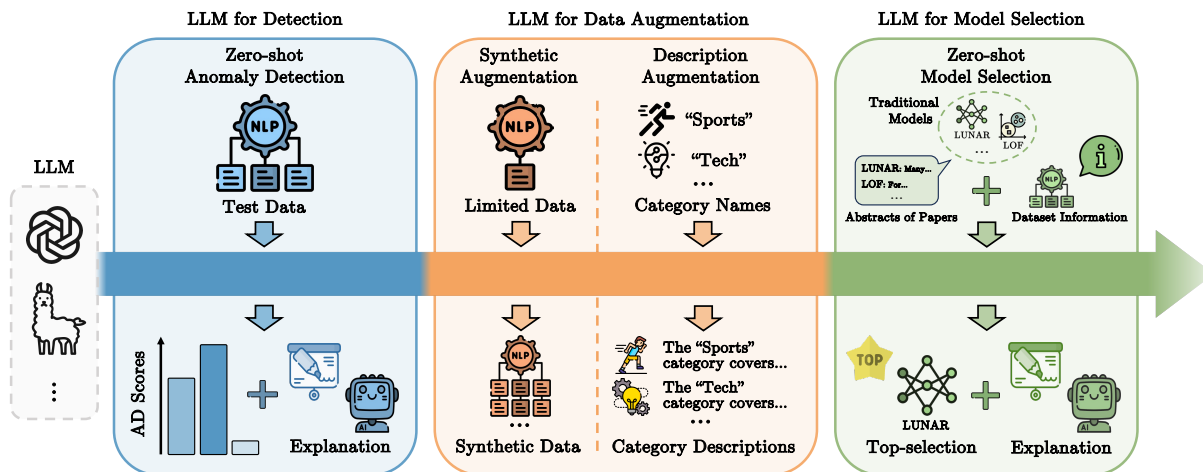 LLM for Detection
LLM for Data Augmentation
LLM for Model Selection
LLM
...
Zero-shot
Anomaly Detection
NLP
Test Data
AD Scores
AI
Explanation
Synthetic
Augmentation
NLP
Limited Data
NLP
...
Synthetic Data
Description
Augmentation
“Sports”
“Tech”
...
Category Names
The “Sports”
category covers...
The “Tech”
category covers...
...
Category Descriptions
Zero-shot
Model Selection
Traditional
Models
LUNAR
LOF
...
LUNAR: Many...
LOF: For...
...
Abstracts of Papers
NLP
i
Dataset Information
TOP
LUNAR
Top-selection
AI
Explanation